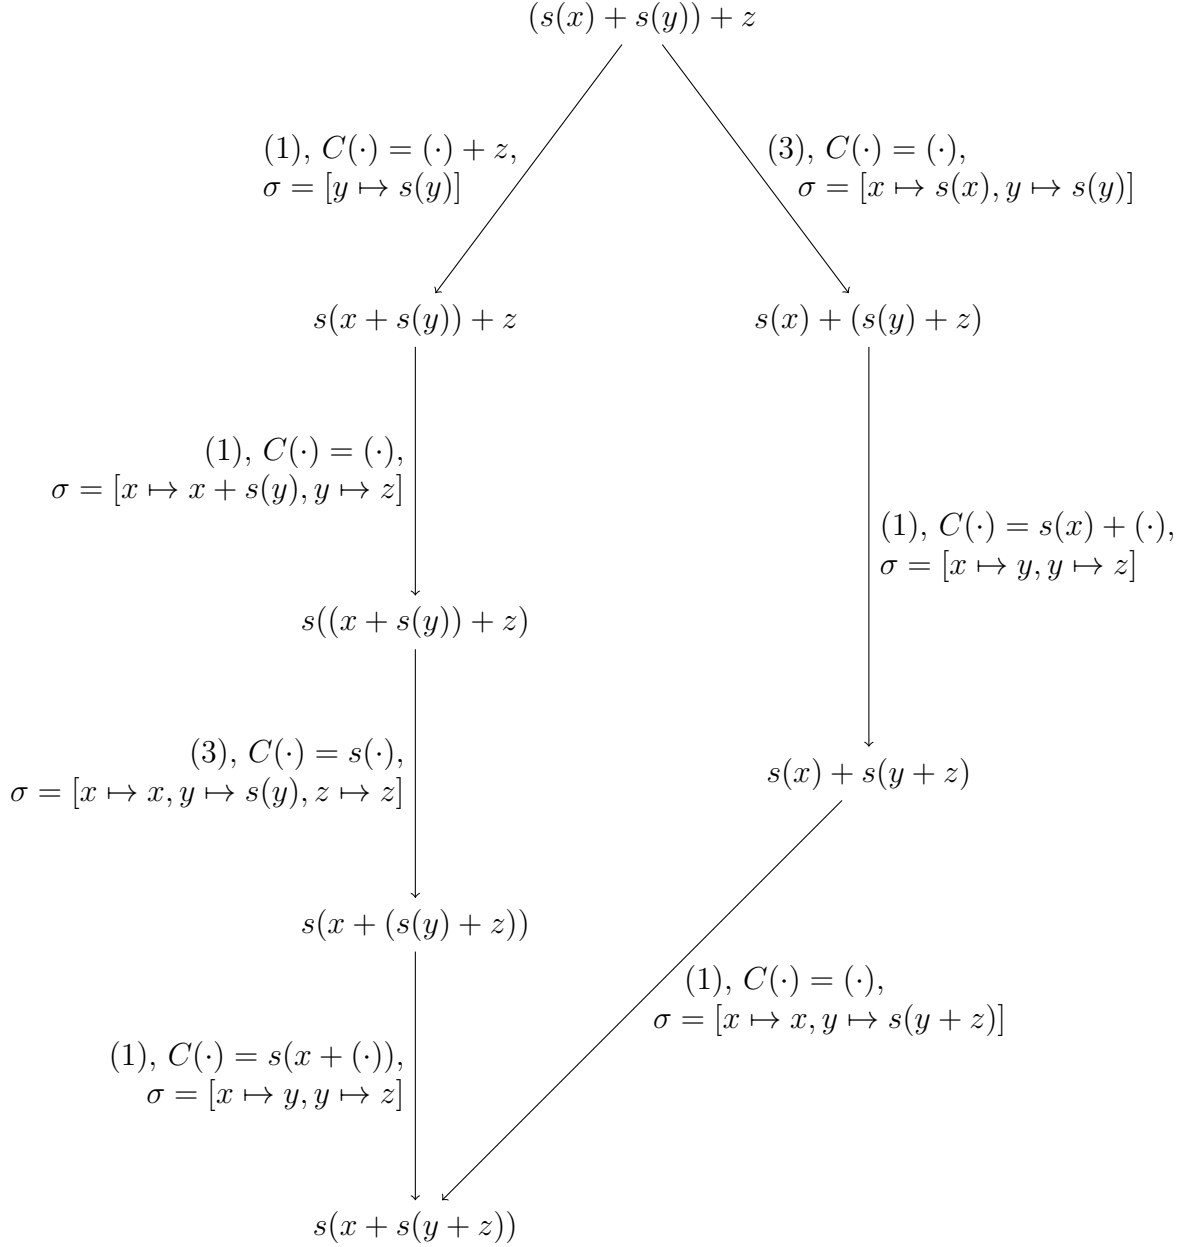 (s(x) + s(y)) + z
(1), C(·) = (·) + z,
σ = [y ↦ s(y)]
(3), C(·) = (·),
σ = [x ↦ s(x), y ↦ s(y)]
s(x + s(y)) + z
s(x) + (s(y) + z)
(1), C(·) = (·),
σ = [x ↦ x + s(y), y ↦ z]
(1), C(·) = s(x) + (·),
σ = [x ↦ y, y ↦ z]
s((x + s(y)) + z)
(3), C(·) = s(·),
σ = [x ↦ x, y ↦ s(y), z ↦ z]
s(x) + s(y + z)
s(x + (s(y) + z))
(1), C(·) = (·),
σ = [x ↦ x, y ↦ s(y + z)]
(1), C(·) = s(x + (·)),
σ = [x ↦ y, y ↦ z]
s(x + s(y + z))